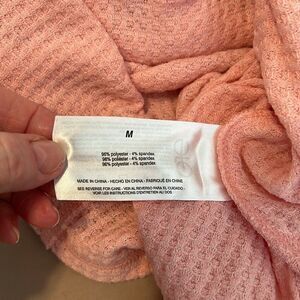 M
96% polyester - 4% spandex
96% poliéster - 4% spandex
96% polyester - 4% spandex
MADE IN CHINA - HECHO EN CHINA - FABRIQUÉ EN CHINE
SEE REVERSE FOR CARE - VER AL REVERSO PARA EL CUIDADO -
VOIR LES INSTRUCTIONS D'ENTRETIEN AU DOS